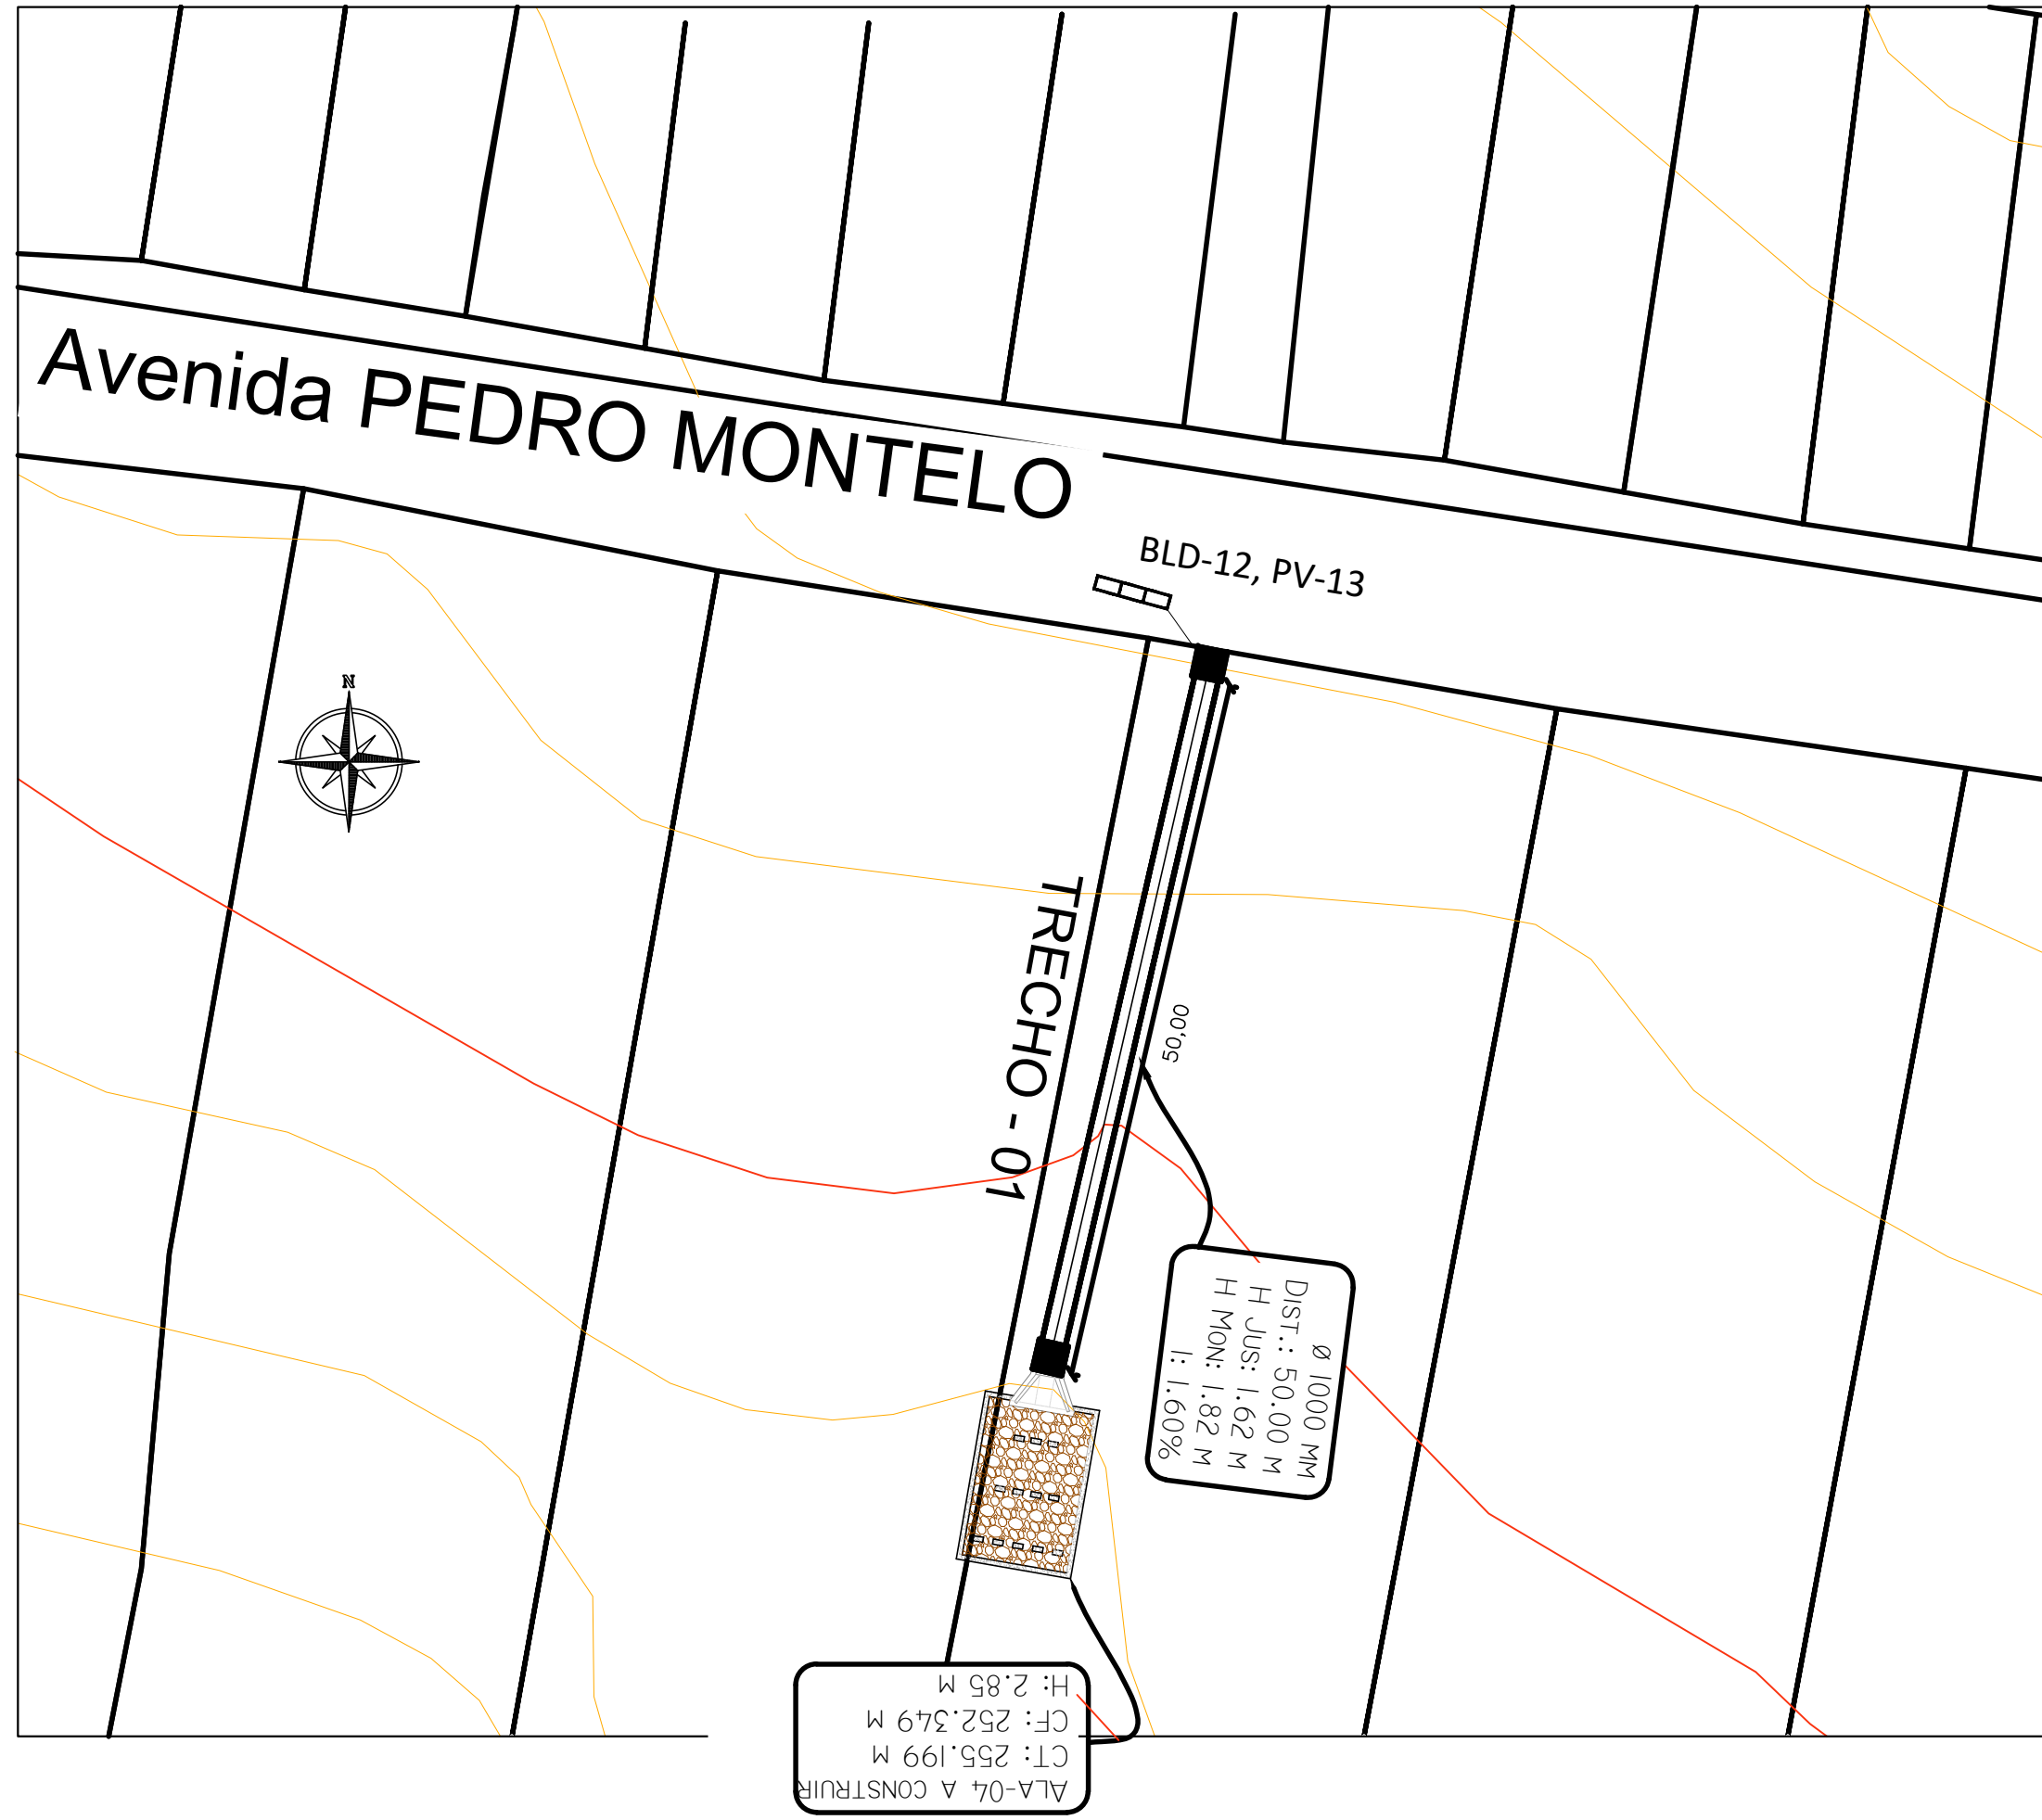 Avenida PEDRO MONTELO
BLD-12, PV-13
N
TRECHO - 01
50,00
Ø 1000 MM
DIST.: 50.00 M
H JUS: 1.62 M
H MON: 1.82 M
I: 1.60%
ALA-04 A CONSTRUIR
CT: 255.199 M
CF: 252.349 M
H: 2.85 M